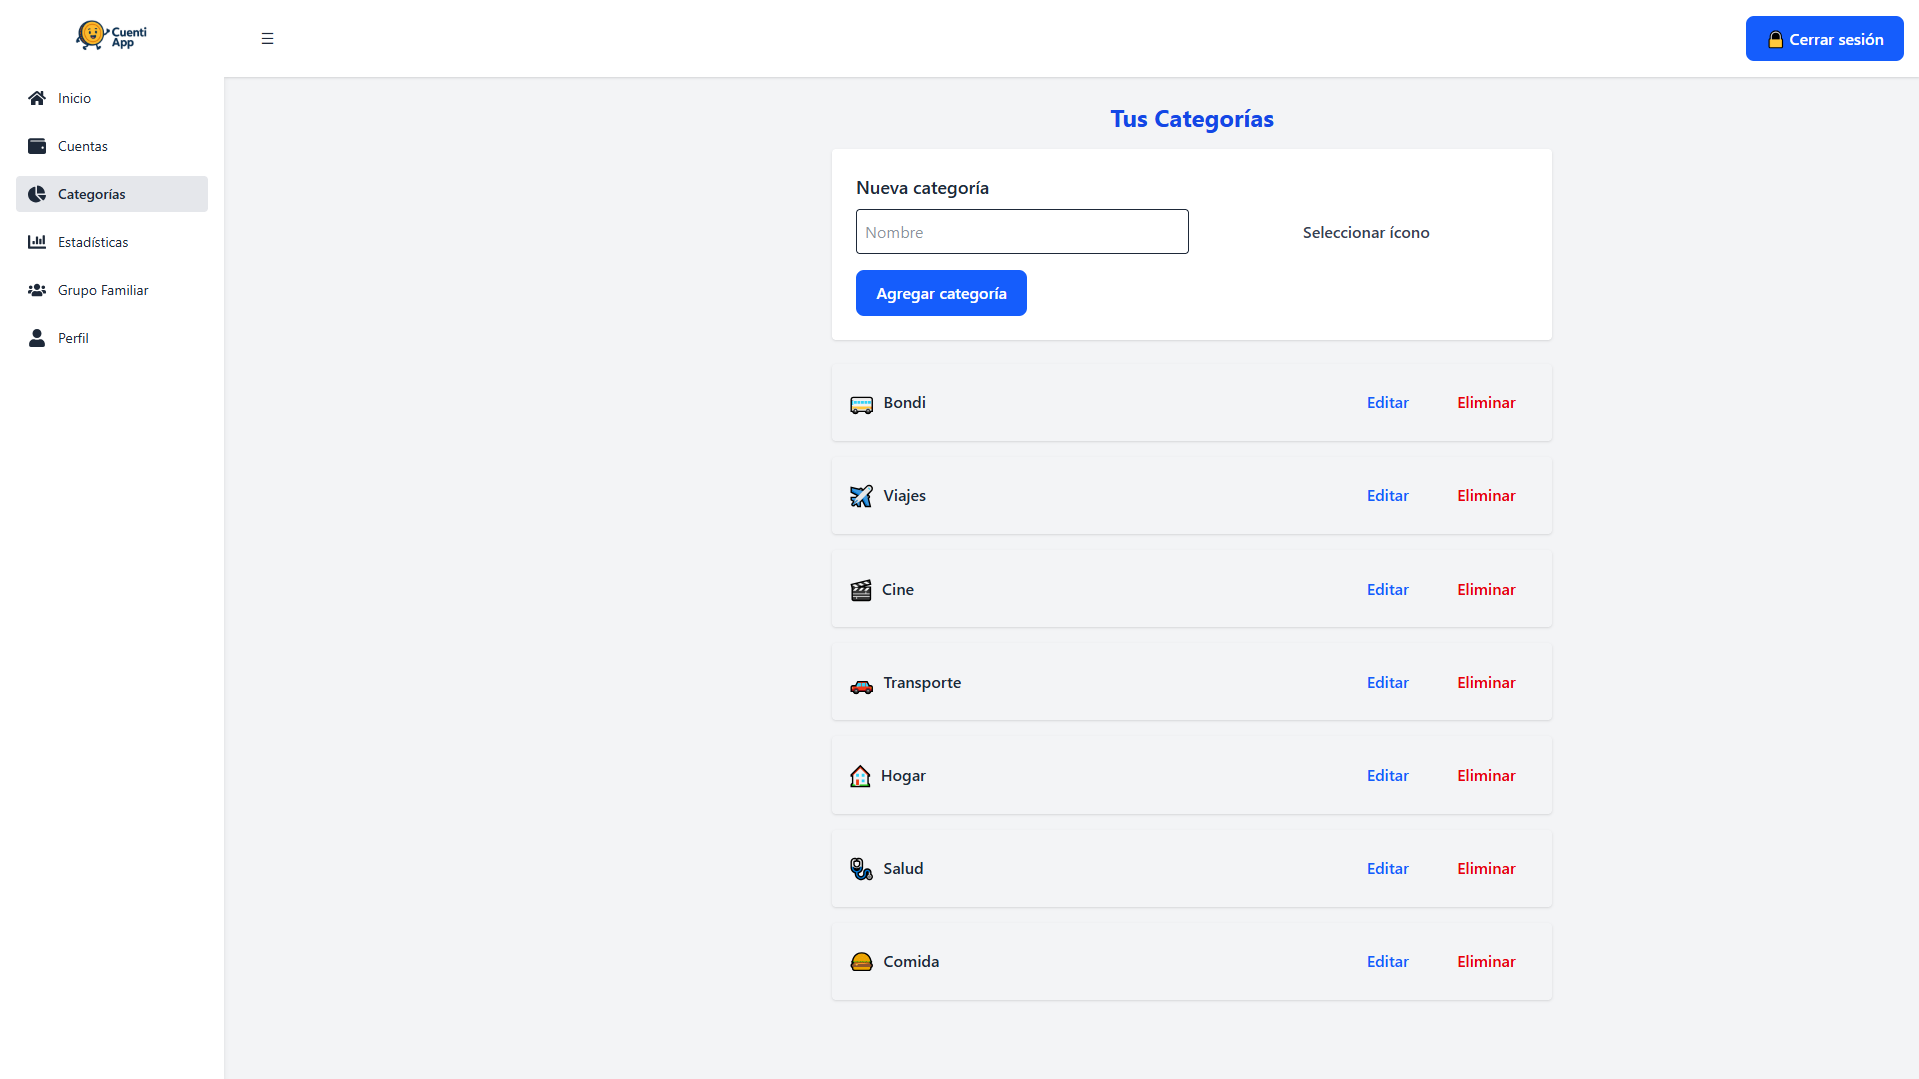 Cuenti
App
☰
Cerrar sesión
Inicio
Cuentas
Categorías
Estadísticas
Grupo Familiar
Perfil
Tus Categorías
Nueva categoría
Nombre
Seleccionar ícono
Agregar categoría
Bondi Editar Eliminar
Viajes Editar Eliminar
Cine Editar Eliminar
Transporte Editar Eliminar
Hogar Editar Eliminar
Salud Editar Eliminar
Comida Editar Eliminar